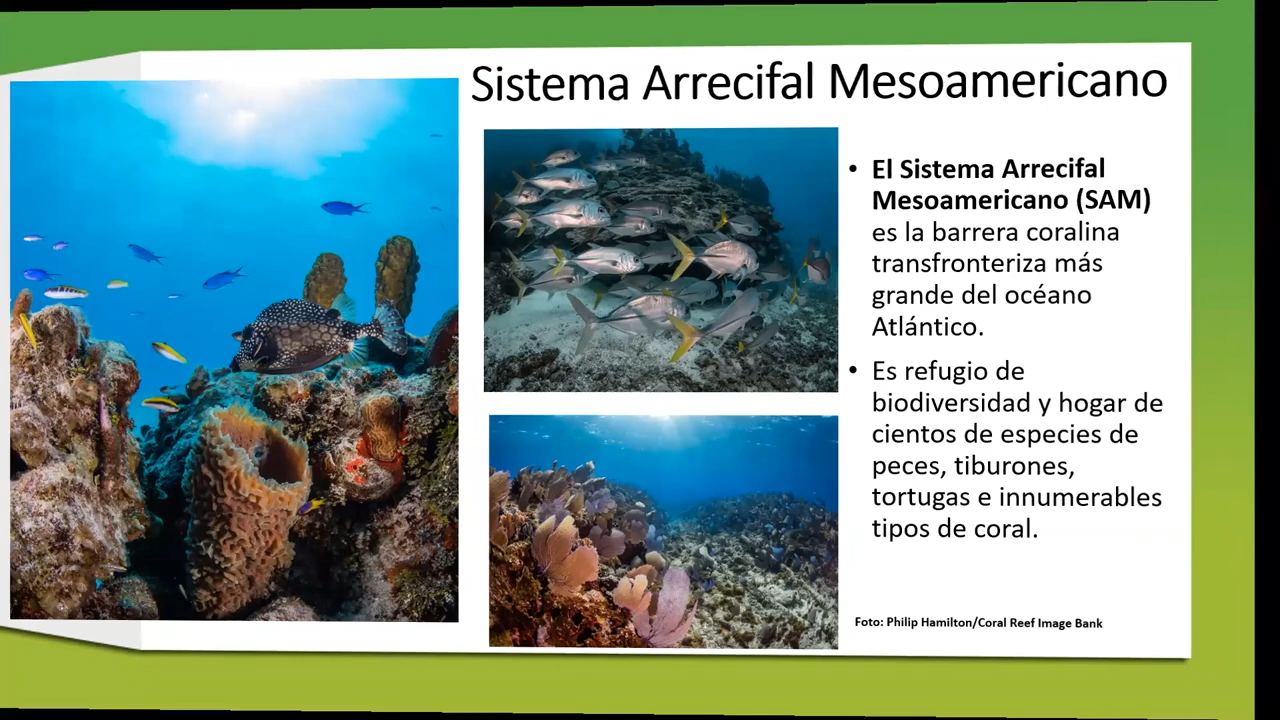 Sistema Arrecifal Mesoamericano
• El Sistema Arrecifal
Mesoamericano (SAM)
es la barrera coralina
transfronteriza más
grande del océano
Atlántico.
• Es refugio de
biodiversidad y hogar de
cientos de especies de
peces, tiburones,
tortugas e innumerables
tipos de coral.
Foto: Philip Hamilton/Coral Reef Image Bank